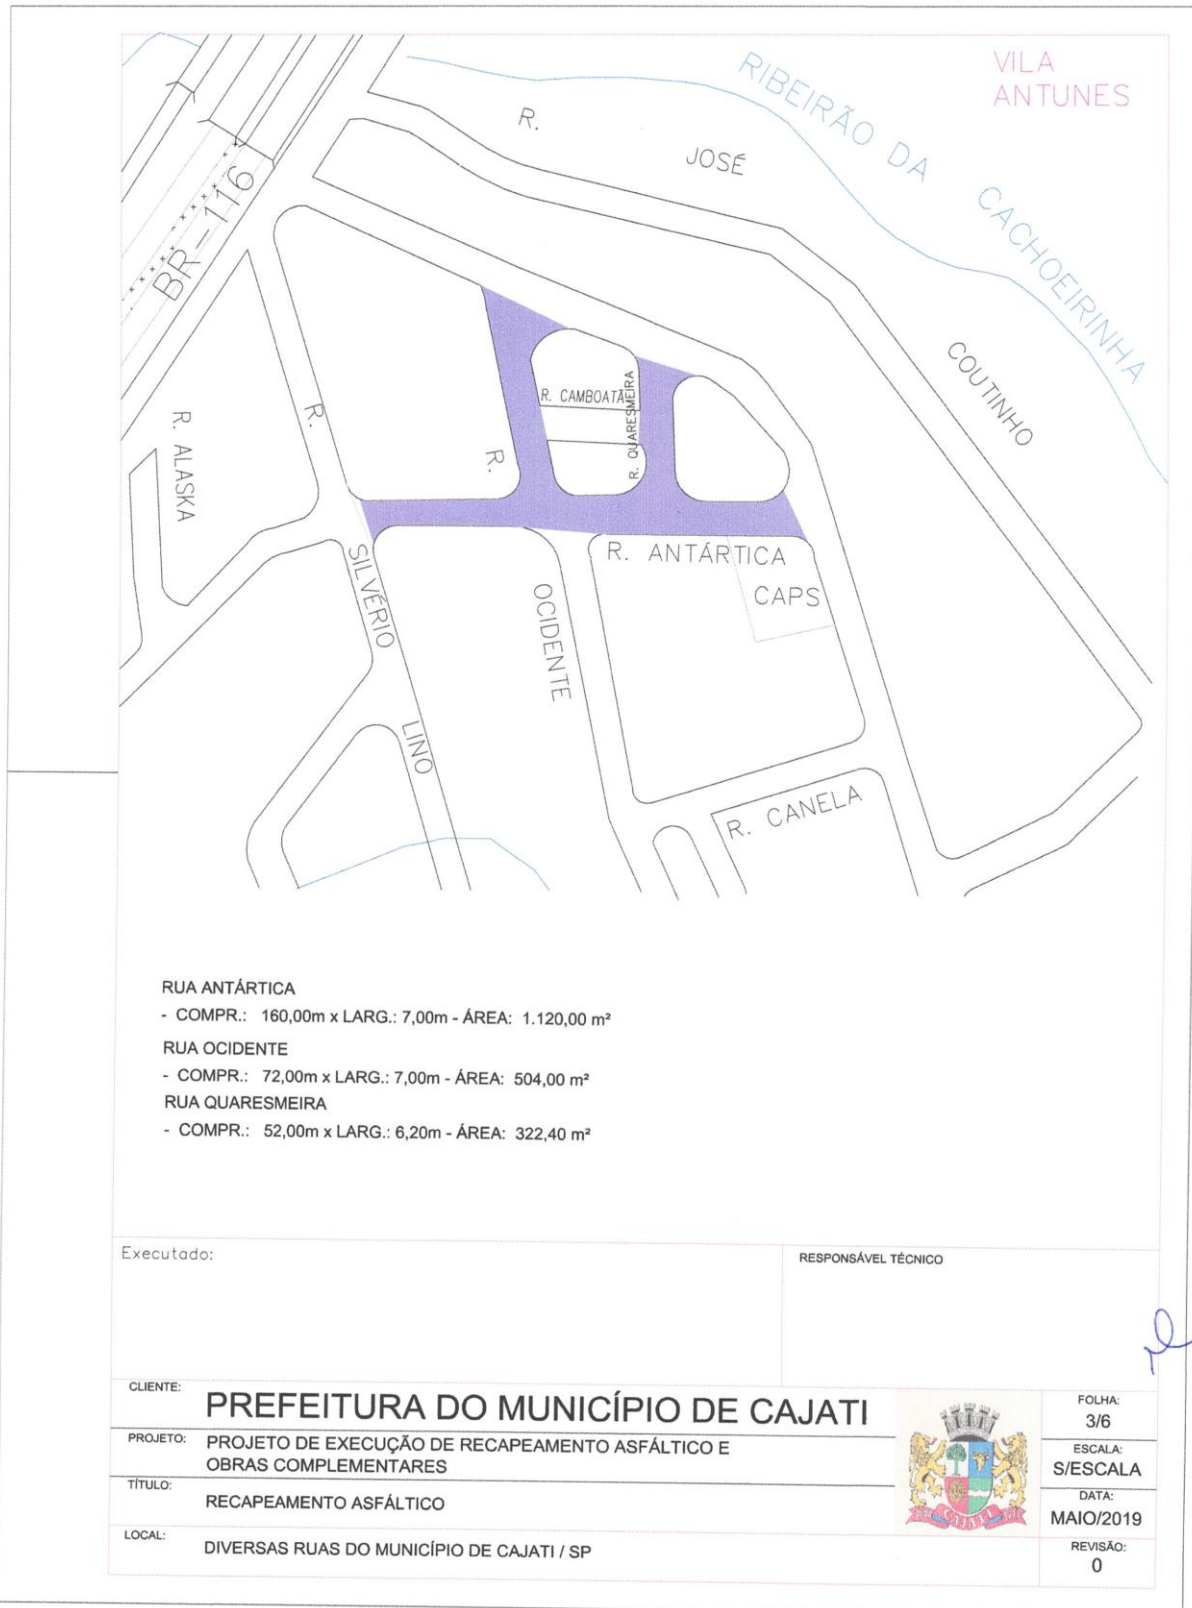 VILA
ANTUNES
RIBEIRÃO DA CACHOEIRINHA
R. JOSÉ COUTINHO
BR-116
R. CAMBOATÃ
R. QUARESMEIRA
R. ALASKA
R. SILVÉRIO LINO
R. OCIDENTE
R. ANTÁRTICA
CAPS
R. CANELA
RUA ANTÁRTICA
- COMPR.: 160,00m x LARG.: 7,00m - ÁREA: 1.120,00 m²
RUA OCIDENTE
- COMPR.: 72,00m x LARG.: 7,00m - ÁREA: 504,00 m²
RUA QUARESMEIRA
- COMPR.: 52,00m x LARG.: 6,20m - ÁREA: 322,40 m²
Executado:
RESPONSÁVEL TÉCNICO
CLIENTE:
PREFEITURA DO MUNICÍPIO DE CAJATI
PROJETO:
PROJETO DE EXECUÇÃO DE RECAPEAMENTO ASFÁLTICO E
OBRAS COMPLEMENTARES
TÍTULO:
RECAPEAMENTO ASFÁLTICO
LOCAL:
DIVERSAS RUAS DO MUNICÍPIO DE CAJATI / SP
CAJATI
FOLHA:
3/6
ESCALA:
S/ESCALA
DATA:
MAIO/2019
REVISÃO:
0